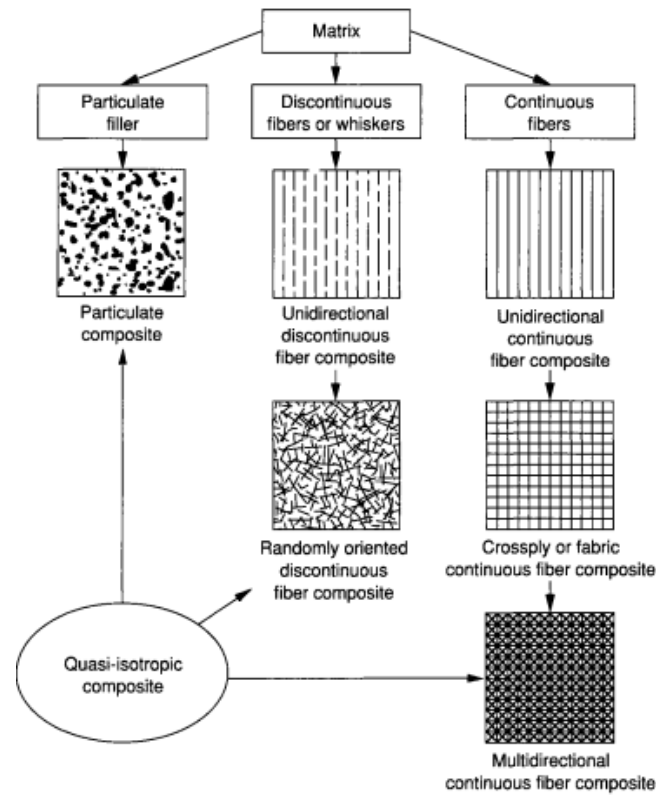 Matrix
Particulate
filler
Discontinuous
fibers or whiskers
Continuous
fibers
Particulate
composite
Unidirectional
discontinuous
fiber composite
Unidirectional
continuous
fiber composite
Randomly oriented
discontinuous
fiber composite
Crossply or fabric
continuous fiber composite
Quasi-isotropic
composite
Multidirectional
continuous fiber composite